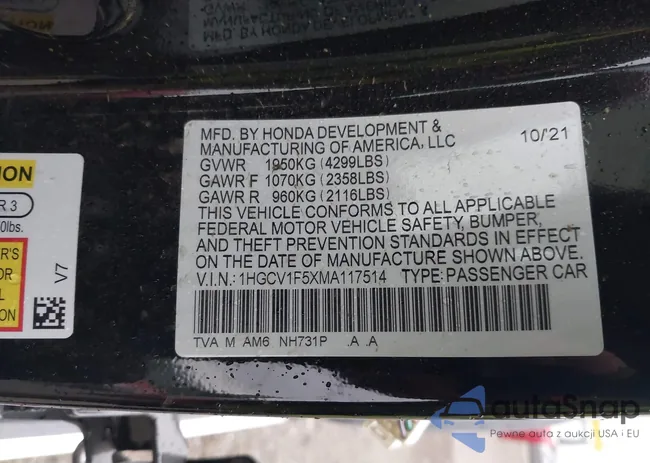 MFD. BY HONDA DEVELOPMENT &
MANUFACTURING OF AMERICA, LLC 10/21
GVWR 1950KG (4299LBS)
GAWR F 1070KG (2358LBS)
GAWR R 960KG (2116LBS)
THIS VEHICLE CONFORMS TO ALL APPLICABLE
FEDERAL MOTOR VEHICLE SAFETY, BUMPER,
AND THEFT PREVENTION STANDARDS IN EFFECT
ON THE DATE OF MANUFACTURE SHOWN ABOVE.
V.I.N.: 1HGCV1F5XMA117514 TYPE: PASSENGER CAR
TVA M AM6 NH731P .A .A
R 3
0lbs.
V7
autoSnap
Pewne auta z aukcji USA i EU